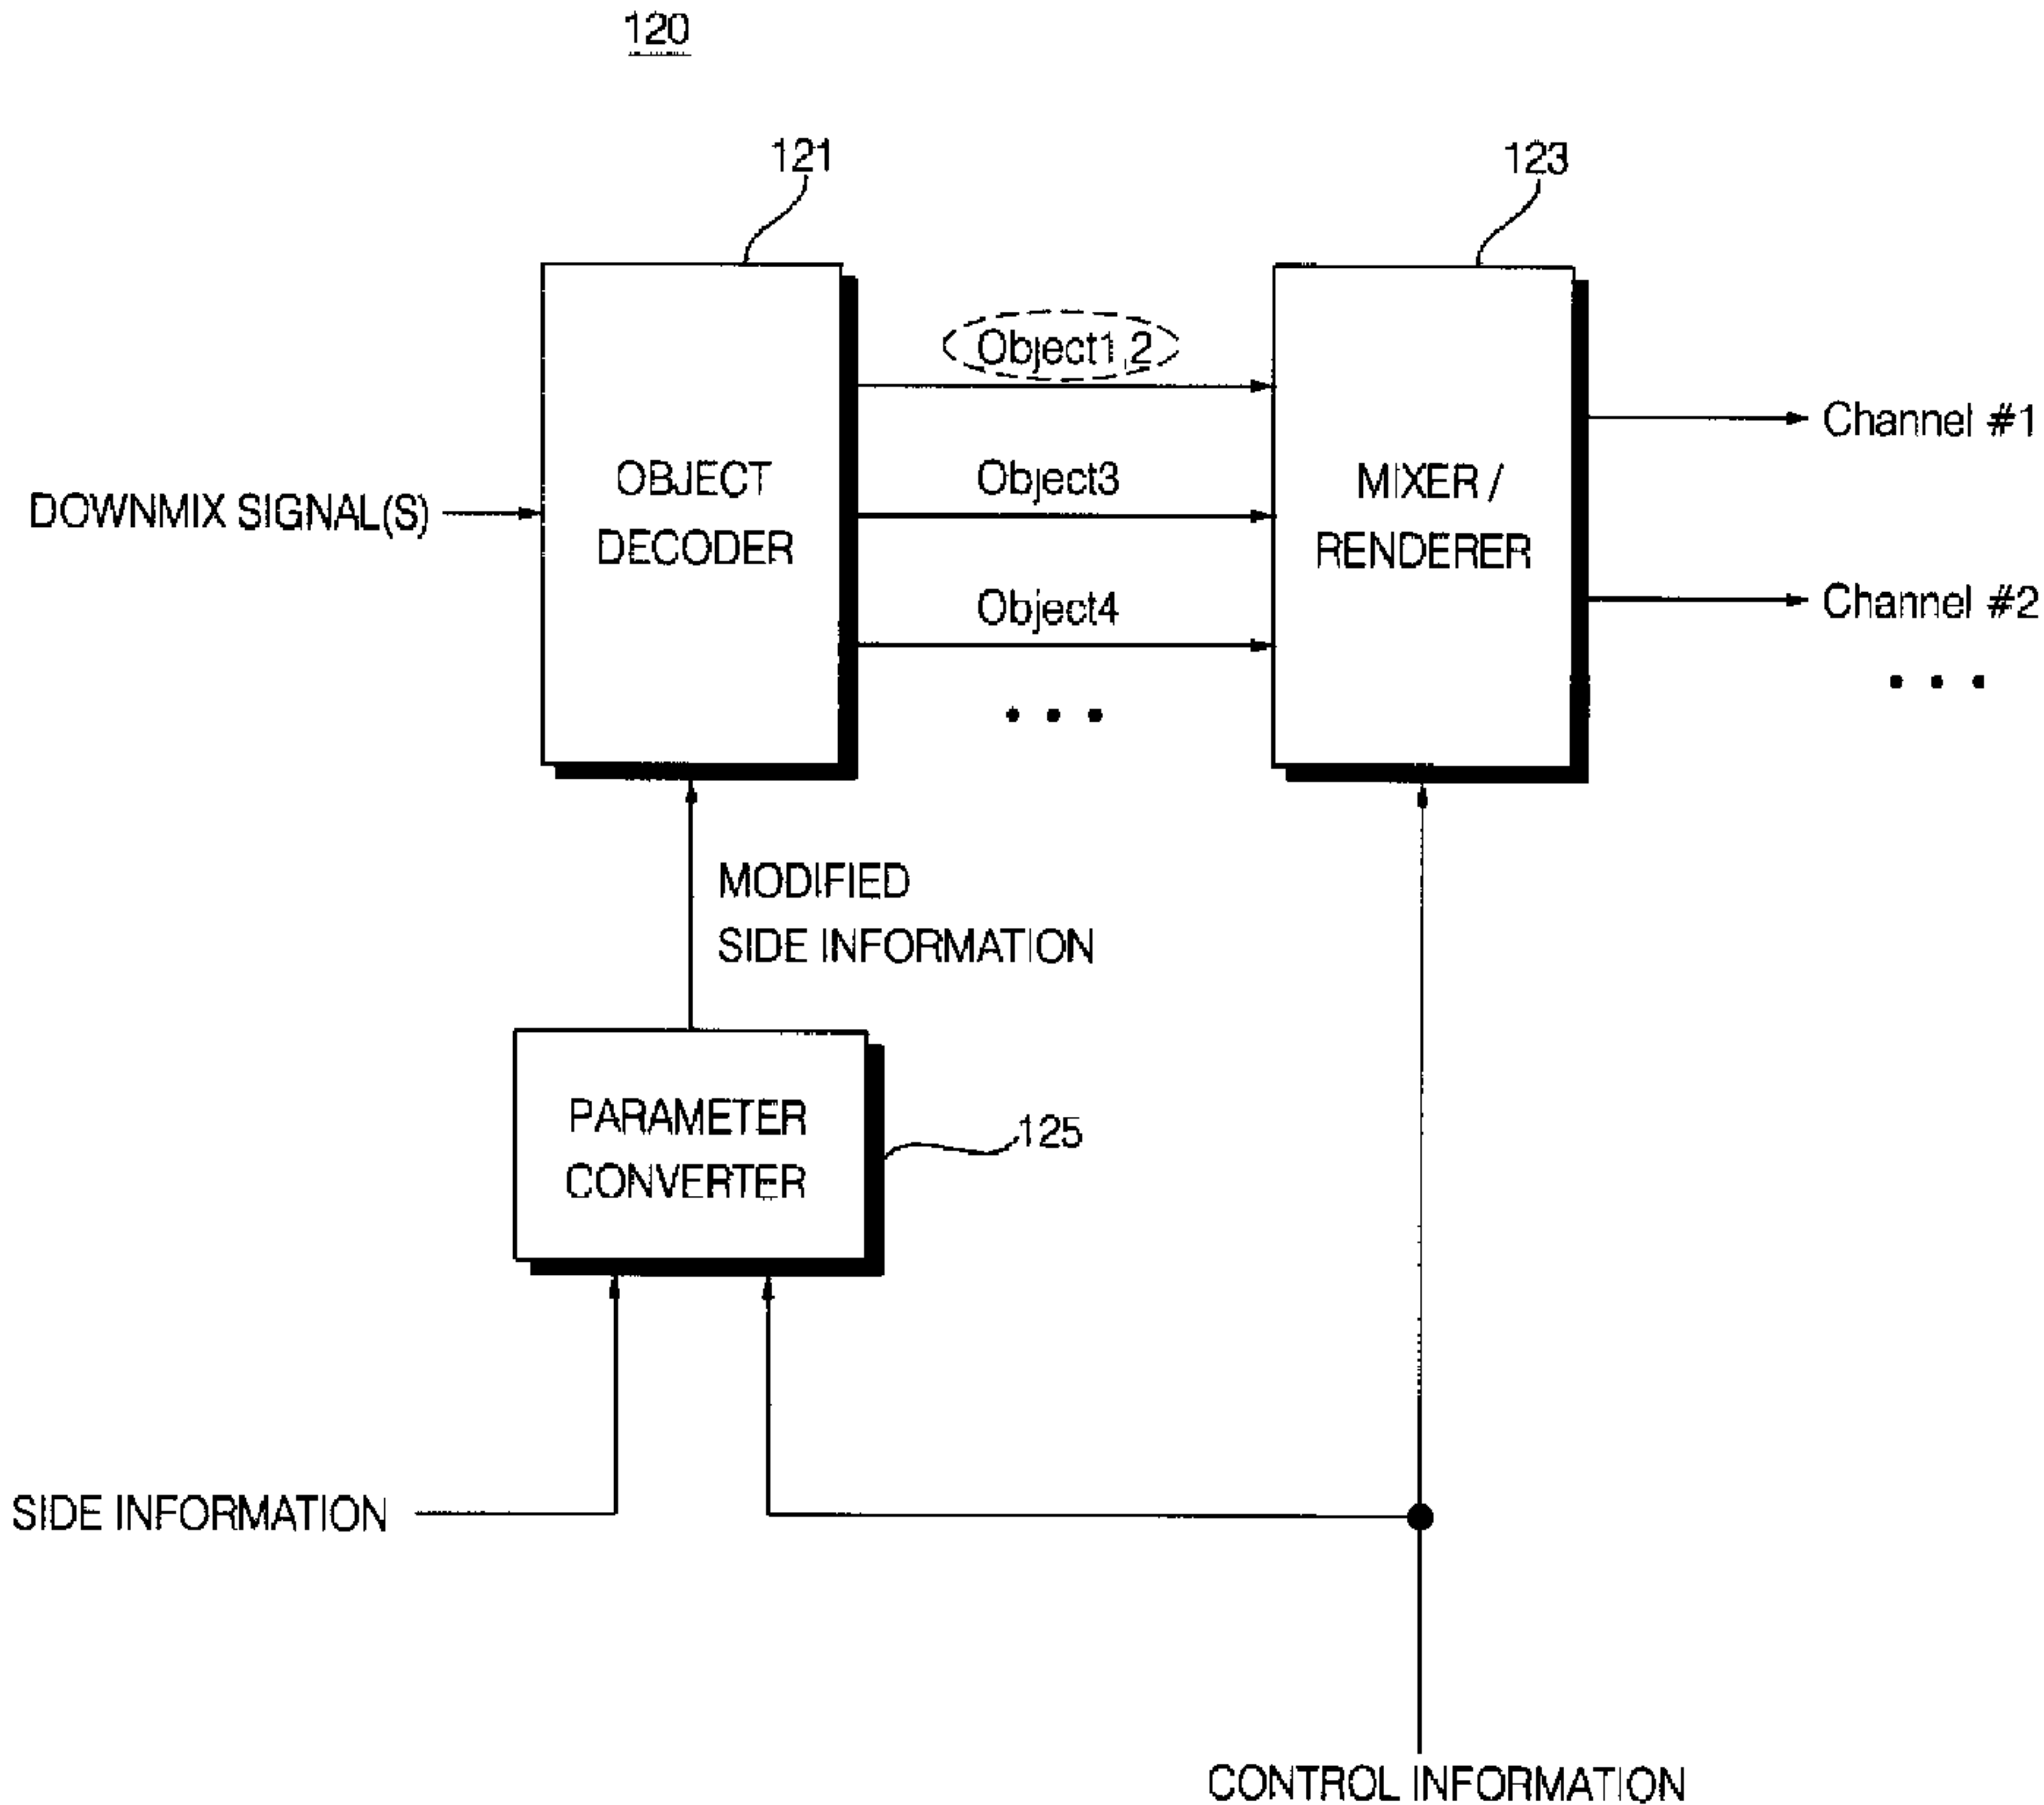 120
121
123
Object1,2
Channel #1
Object3
OBJECT
DECODER
MIXER /
RENDERER
DOWNMIX SIGNAL(S)
Object4
Channel #2
MODIFIED
SIDE INFORMATION
PARAMETER
CONVERTER
125
SIDE INFORMATION
CONTROL INFORMATION